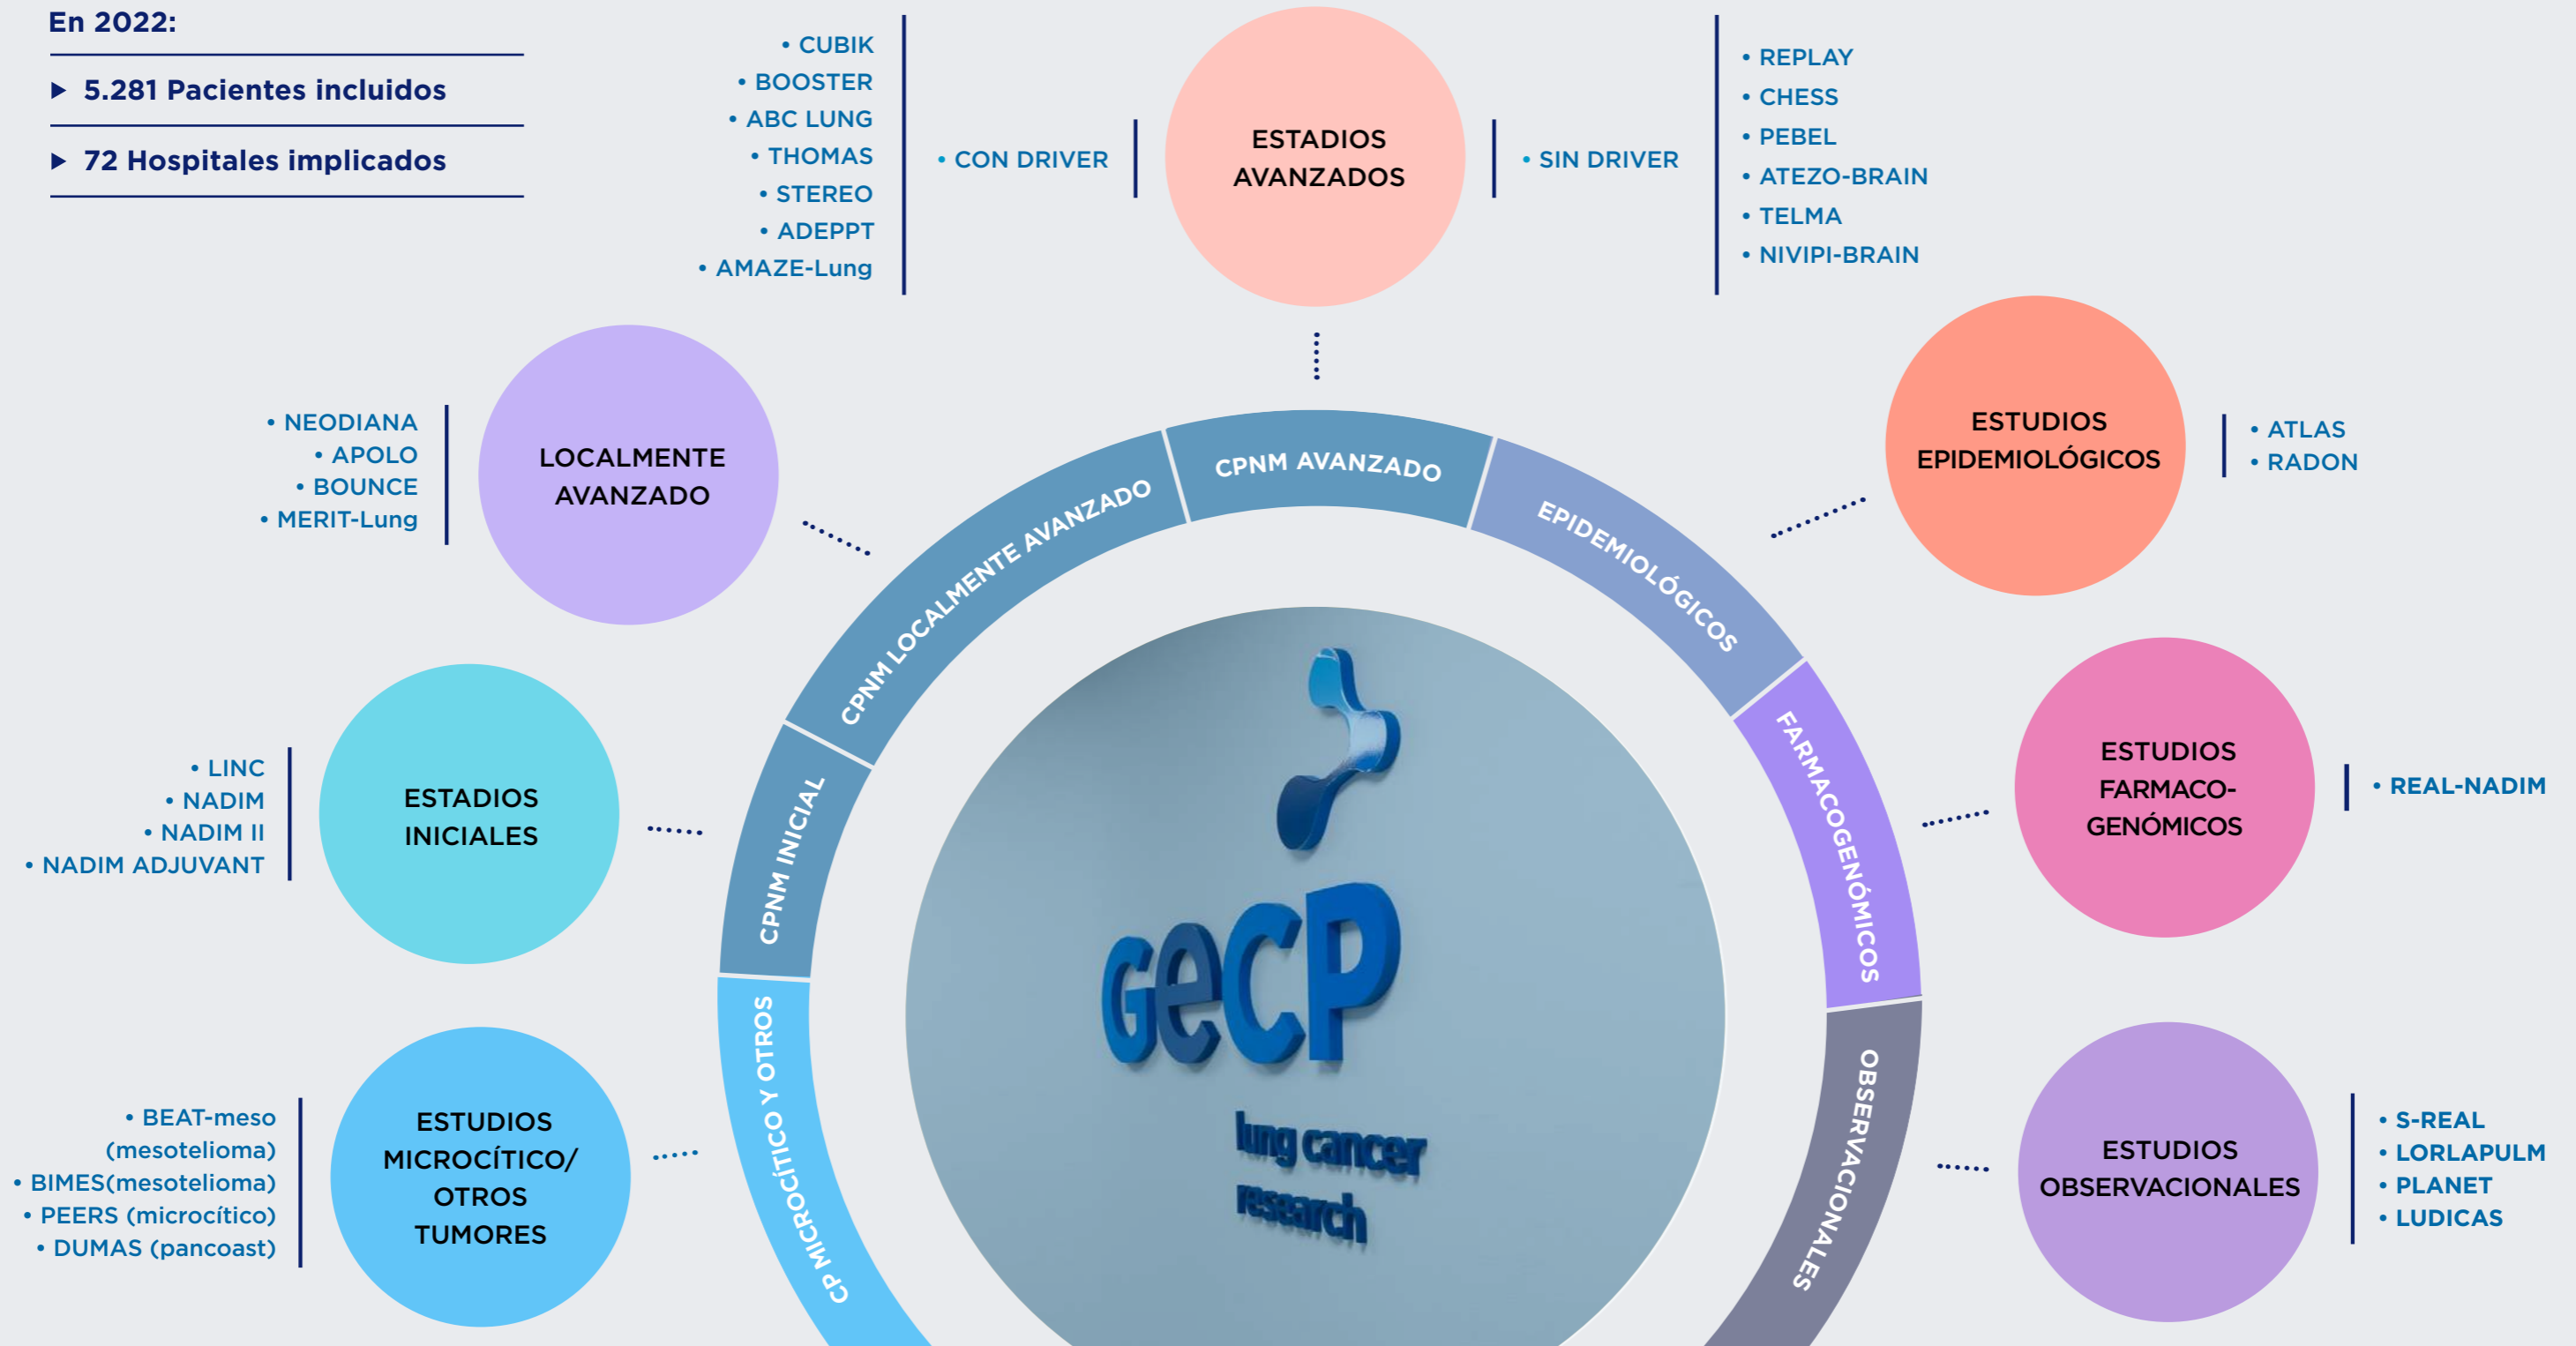 En 2022:
▶ 5.281 Pacientes incluidos
▶ 72 Hospitales implicados
• CUBIK
• BOOSTER
• ABC LUNG
• THOMAS
• STEREO
• ADEPPT
• AMAZE-Lung
• CON DRIVER
ESTADIOS
AVANZADOS
• SIN DRIVER
• REPLAY
• CHESS
• PEBEL
• ATEZO-BRAIN
• TELMA
• NIVIPI-BRAIN
• NEODIANA
• APOLO
• BOUNCE
• MERIT-Lung
LOCALMENTE
AVANZADO
ESTUDIOS
EPIDEMIOLÓGICOS
• ATLAS
• RADON
• LINC
• NADIM
• NADIM II
• NADIM ADJUVANT
ESTADIOS
INICIALES
ESTUDIOS
FARMACO-
GENÓMICOS
• REAL-NADIM
• BEAT-meso
(mesotelioma)
• BIMES(mesotelioma)
• PEERS (microcítico)
• DUMAS (pancoast)
ESTUDIOS
MICROCÍTICO/
OTROS
TUMORES
ESTUDIOS
OBSERVACIONALES
• S-REAL
• LORLAPULM
• PLANET
• LUDICAS
CP MICROCÍTICO Y OTROS
CPNM INICIAL
CPNM LOCALMENTE AVANZADO
CPNM AVANZADO
EPIDEMIOLÓGICOS
FARMACOGENÓMICOS
OBSERVACIONALES
GeCP
lung cancer
research